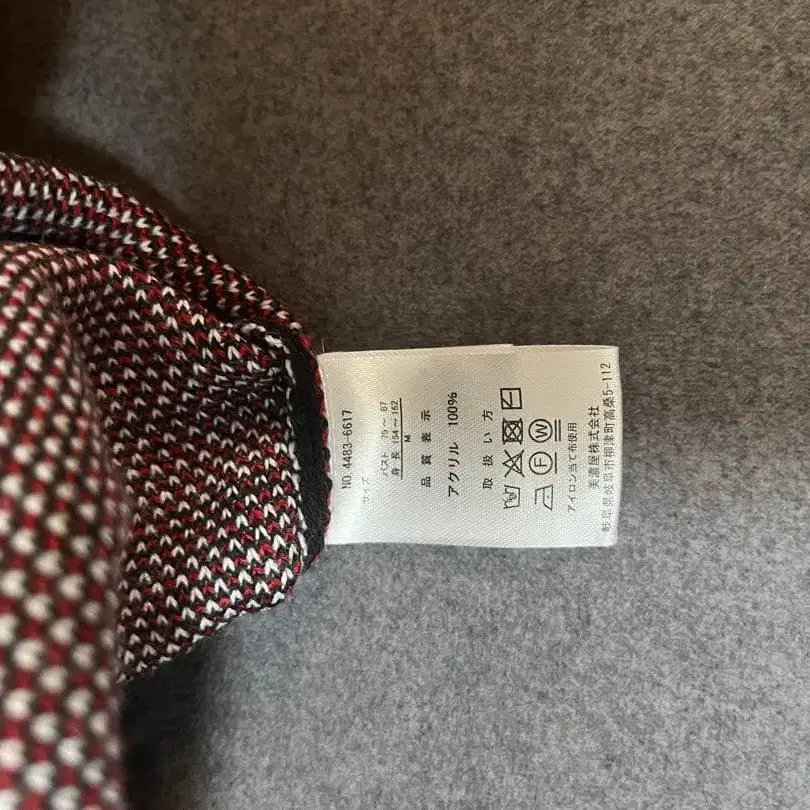 NO 4483-6617
サイズ
バスト 79～ 87
身 長 154～162
M
品 質 表 示
アクリル 100%
取 扱 い 方
F W
アイロン当て布使用
美濃屋株式会社
岐阜県岐阜市柳津町高桑5-112